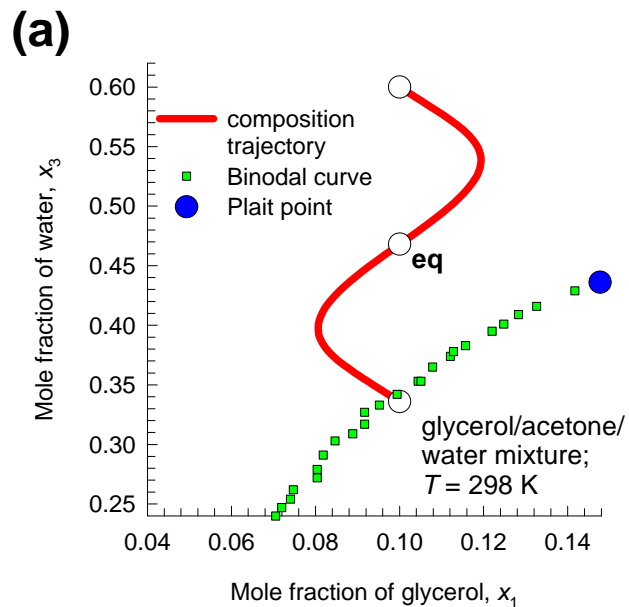 (a)
Mole fraction of water, x3
0.60
0.55
0.50
0.45
0.40
0.35
0.30
0.25
composition
trajectory
Binodal curve
Plait point
eq
glycerol/acetone/
water mixture;
T = 298 K
0.04 0.06 0.08 0.10 0.12 0.14
Mole fraction of glycerol, x1